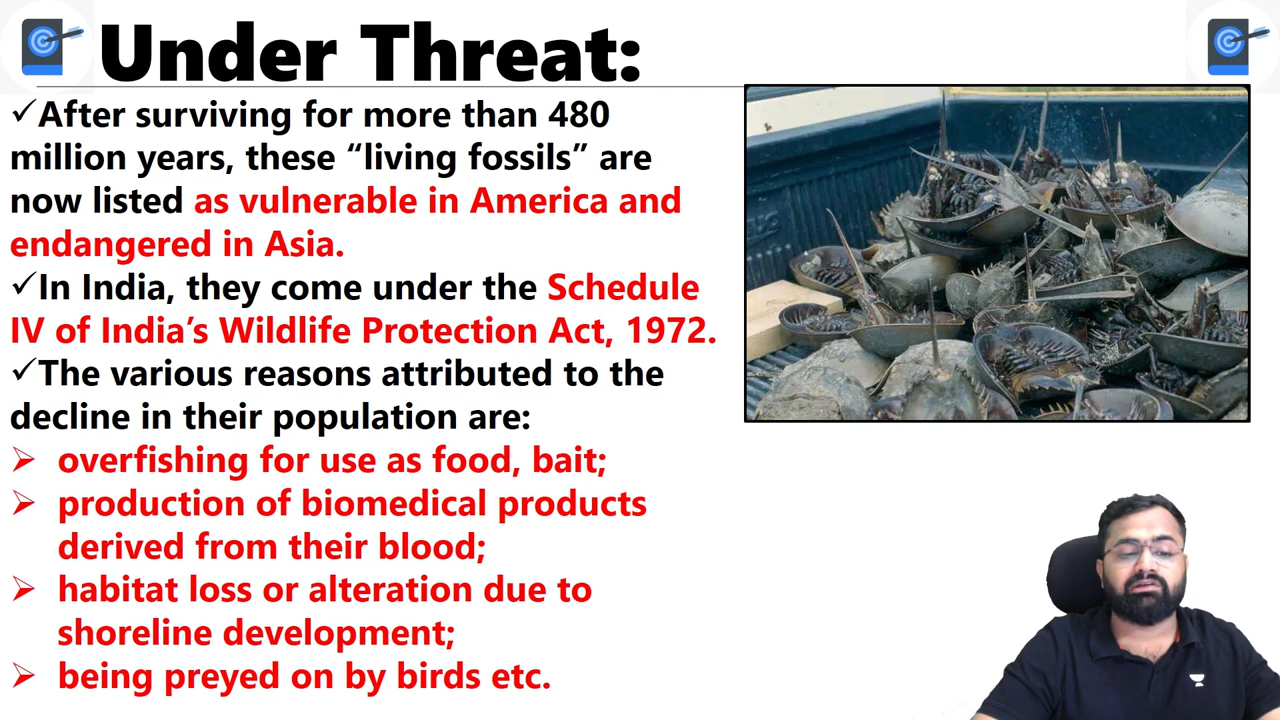 Under Threat:
✓After surviving for more than 480
million years, these “living fossils” are
now listed as vulnerable in America and
endangered in Asia.
✓In India, they come under the Schedule
IV of India’s Wildlife Protection Act, 1972.
✓The various reasons attributed to the
decline in their population are:
➢ overfishing for use as food, bait;
➢ production of biomedical products
derived from their blood;
➢ habitat loss or alteration due to
shoreline development;
➢ being preyed on by birds etc.